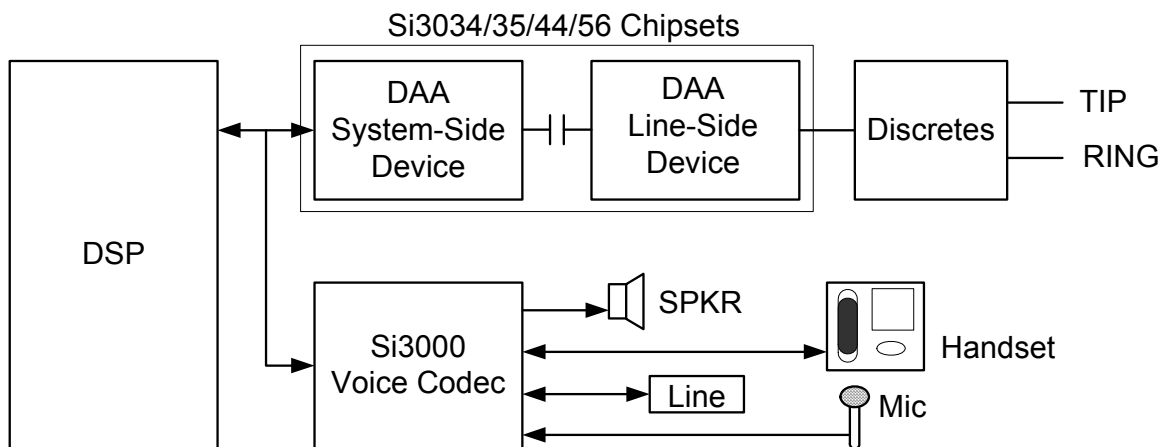 Si3034/35/44/56 Chipsets
DSP
DAA
System-Side
Device
DAA
Line-Side
Device
Discretes
TIP
RING
Si3000
Voice Codec
SPKR
Handset
Line
Mic